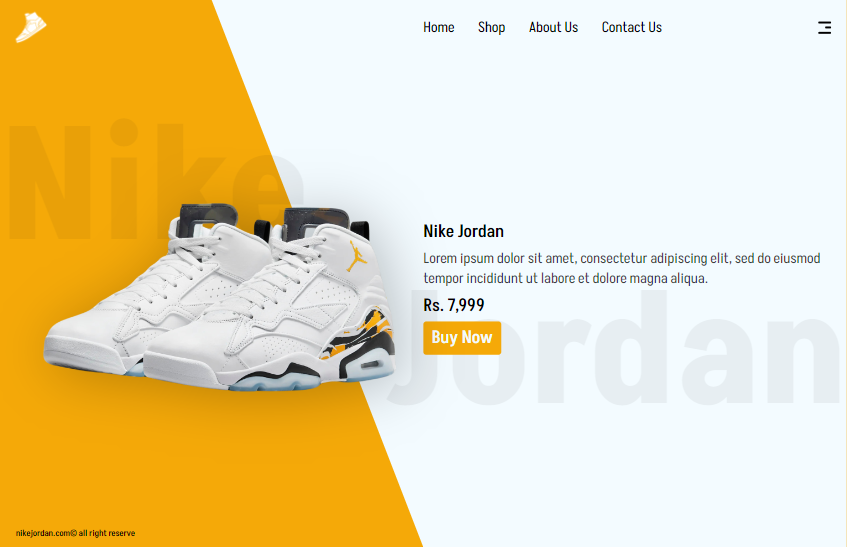 Home Shop About Us Contact Us
Nike
Nike Jordan
Lorem ipsum dolor sit amet, consectetur adipiscing elit, sed do eiusmod
tempor incididunt ut labore et dolore magna aliqua.
Rs. 7,999
Buy Now
Jordan
nikejordan.com© all right reserve